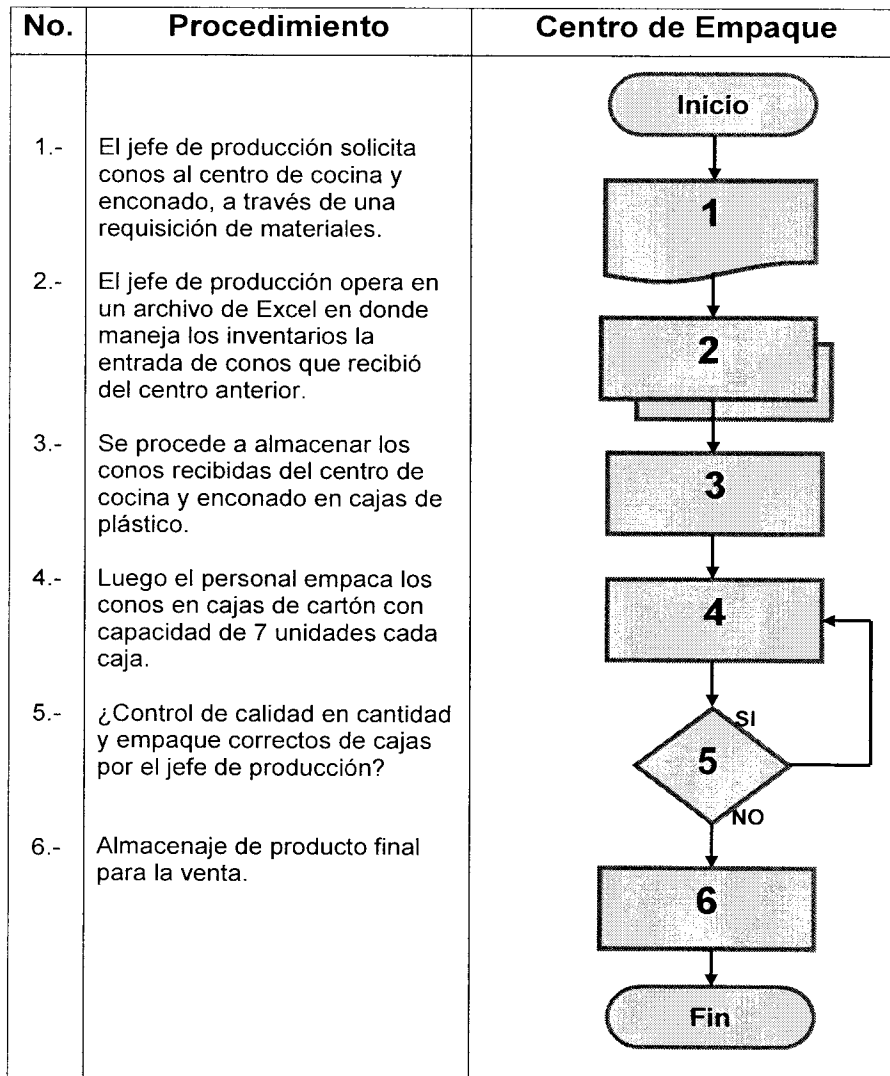 No. Procedimiento Centro de Empaque
Inicio
1.- El jefe de producción solicita
conos al centro de cocina y
enconado, a través de una
requisición de materiales.
1
2.- El jefe de producción opera en
un archivo de Excel en donde
maneja los inventarios la
entrada de conos que recibió
del centro anterior.
2
3.- Se procede a almacenar los
conos recibidas del centro de
cocina y enconado en cajas de
plástico.
3
4.- Luego el personal empaca los
conos en cajas de cartón con
capacidad de 7 unidades cada
caja.
4
5.- ¿Control de calidad en cantidad
y empaque correctos de cajas
por el jefe de producción?
SI
5
NO
6.- Almacenaje de producto final
para la venta.
6
Fin